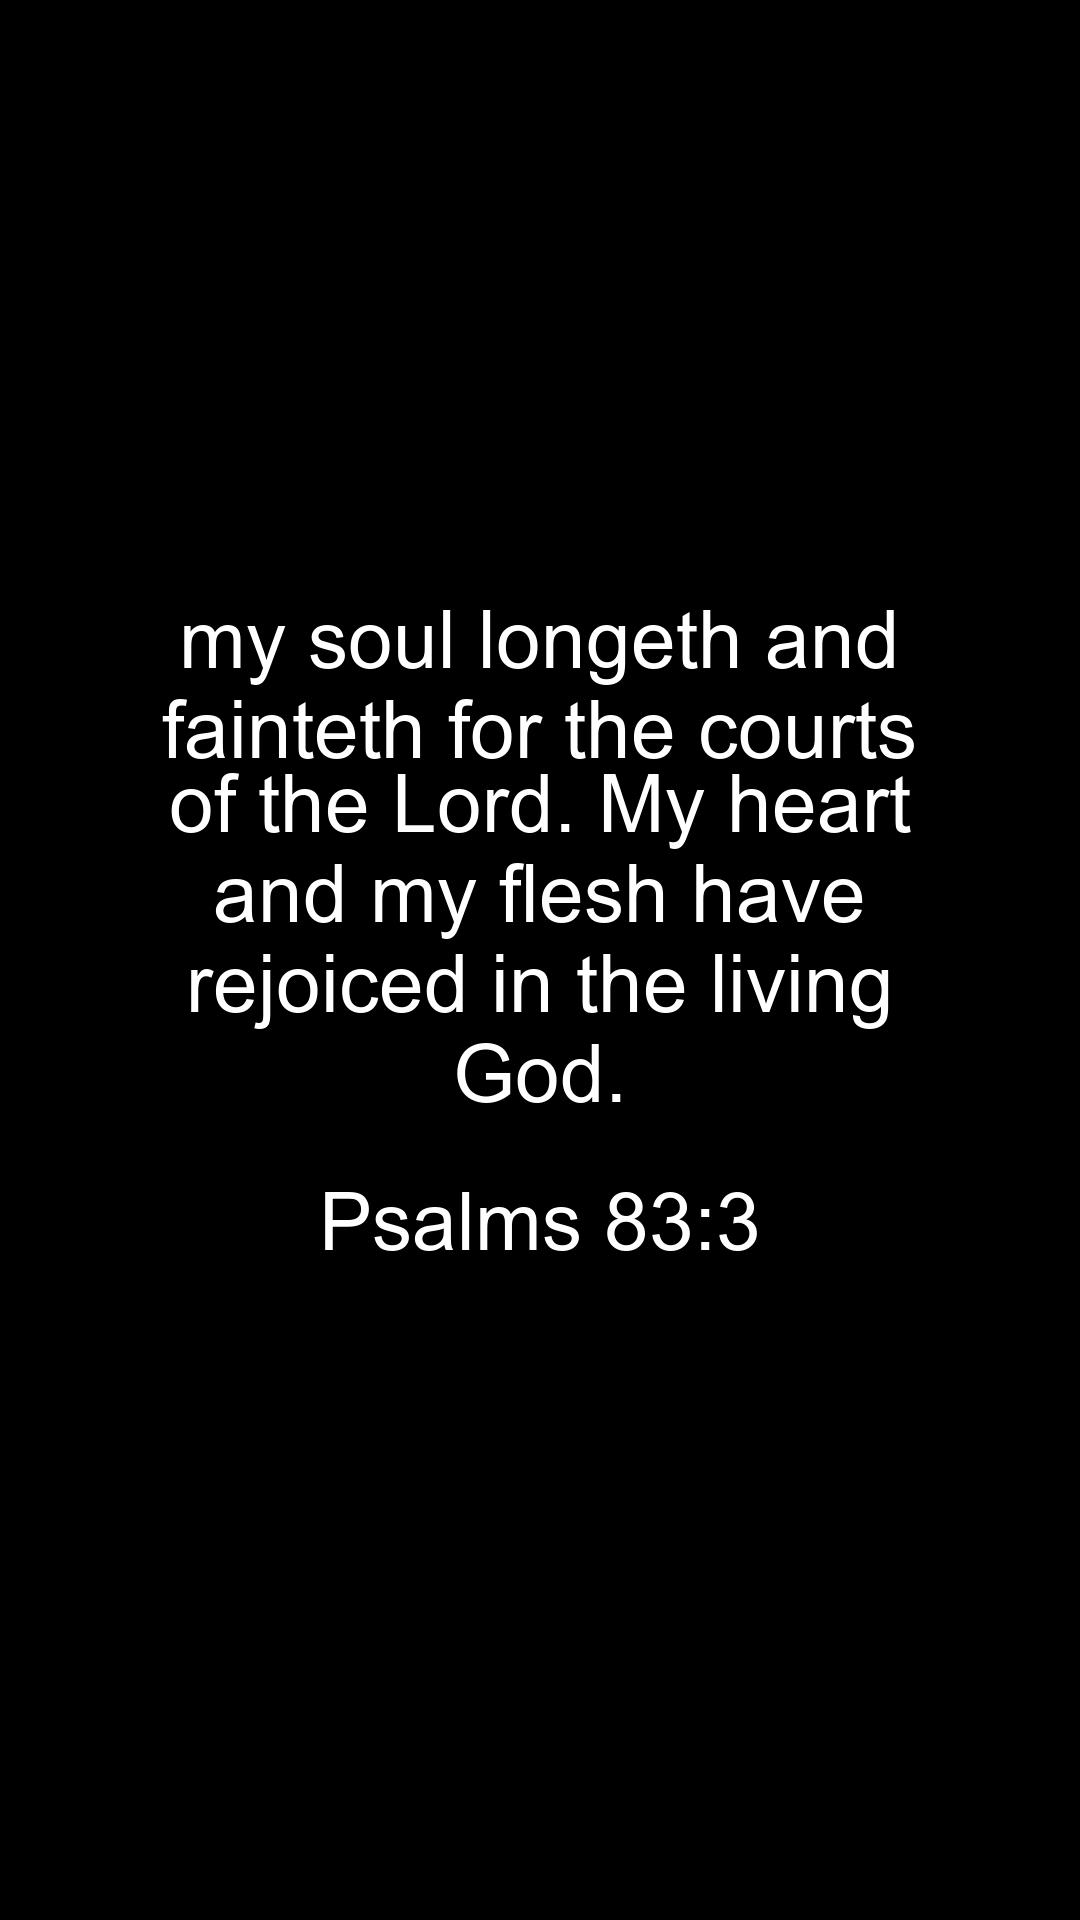 my soul longeth and
fainteth for the courts
of the Lord. My heart
and my flesh have
rejoiced in the living
God.
Psalms 83:3